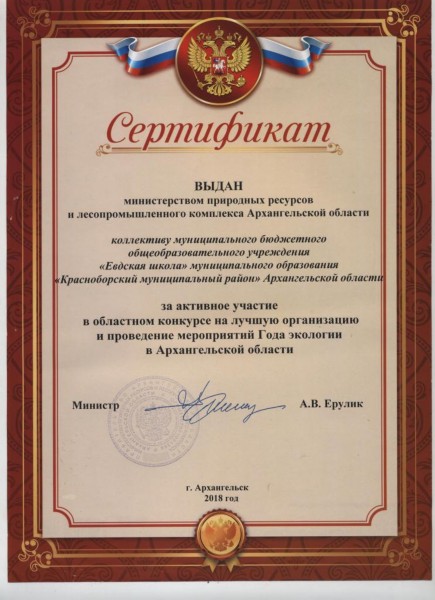 Сертификат
ВЫДАН
министерством природных ресурсов
и лесопромышленного комплекса Архангельской области
коллективу муниципального бюджетного
общеобразовательного учреждения
«Евдская школа» муниципального образования
«Красноборский муниципальный район» Архангельской области
за активное участие
в областном конкурсе на лучшую организацию
и проведение мероприятий Года экологии
в Архангельской области
Министр
А.В. Ерулик
г. Архангельск
2018 год